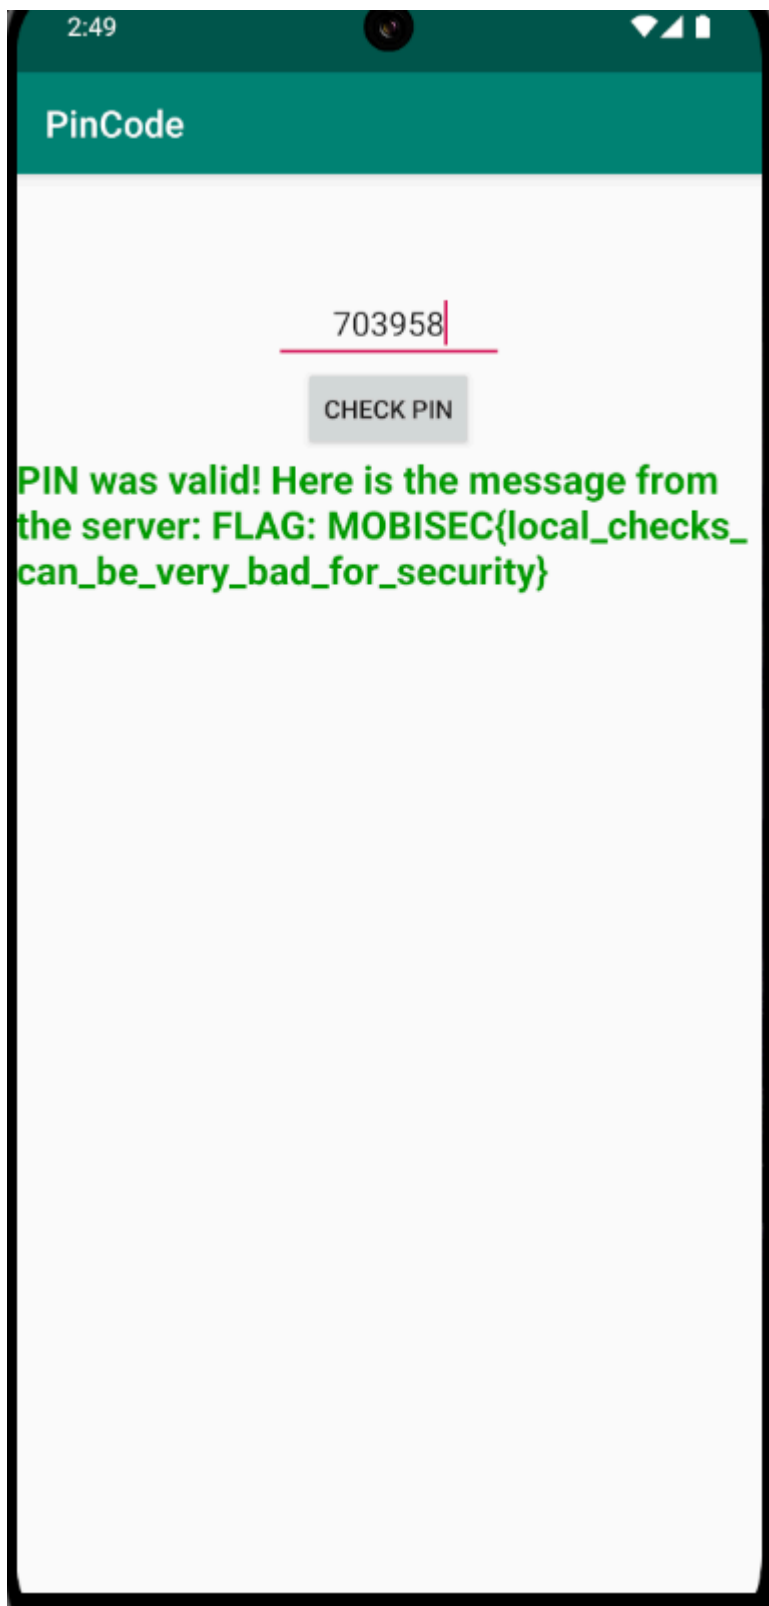 2:49
PinCode
703958
CHECK PIN
PIN was valid! Here is the message from
the server: FLAG: MOBISEC{local_checks_
can_be_very_bad_for_security}